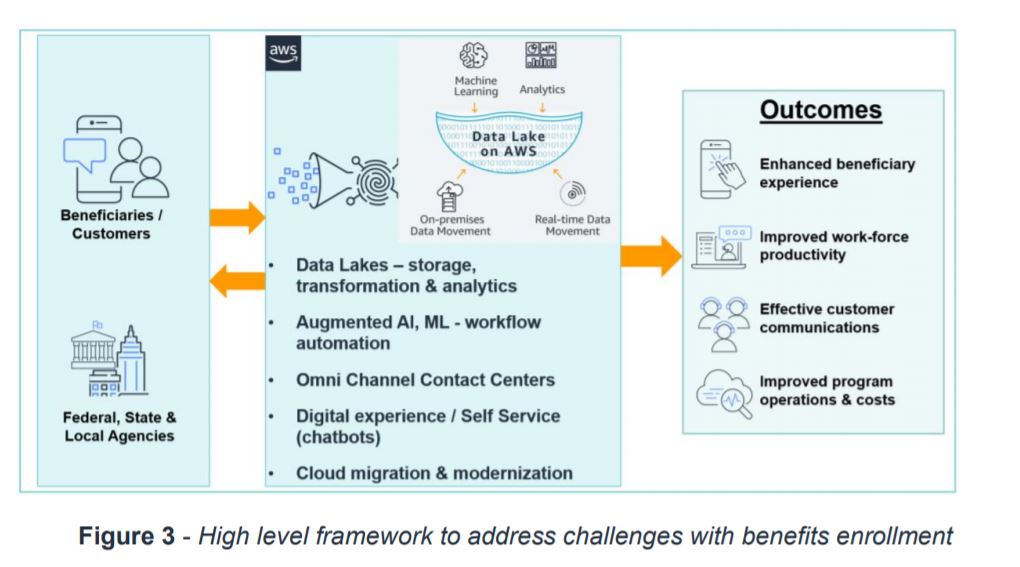 Beneficiaries /
Customers
Federal, State &
Local Agencies
aws
Machine
Learning
Analytics
Data Lake
on AWS
On-premises
Data Movement
Real-time Data
Movement
• Data Lakes – storage,
transformation & analytics
• Augmented AI, ML - workflow
automation
• Omni Channel Contact Centers
• Digital experience / Self Service
(chatbots)
• Cloud migration & modernization
Outcomes
Enhanced beneficiary
experience
Improved work-force
productivity
Effective customer
communications
Improved program
operations & costs
Figure 3 - High level framework to address challenges with benefits enrollment